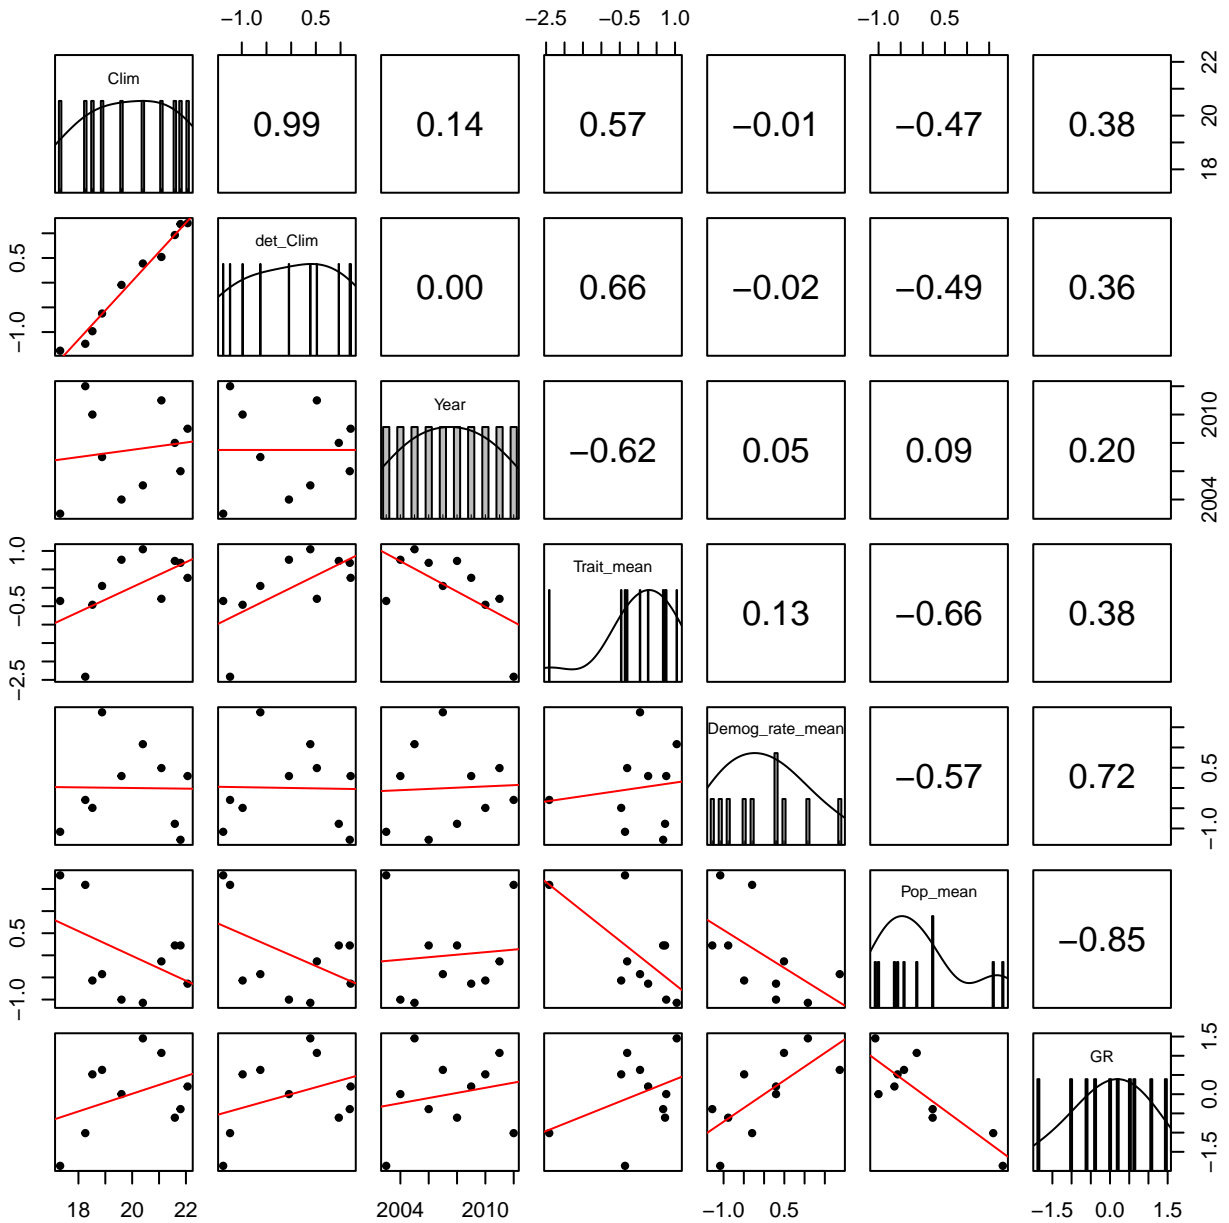 −1.0 0.5 −2.5 −0.5 1.0 −1.0 0.5
Clim 0.99 0.14 0.57 −0.01 −0.47 0.38 18 20 22
−1.0 0.5 det_Clim 0.00 0.66 −0.02 −0.49 0.36
Year −0.62 0.05 0.09 0.20 2004 2010
−2.5 −0.5 1.0 Trait_mean 0.13 −0.66 0.38
Demog_rate_mean −0.57 0.72 −1.0 0.5
−1.0 0.5 Pop_mean −0.85
GR −1.5 0.0 1.5
18 20 22 2004 2010 −1.0 0.5 −1.5 0.0 1.5